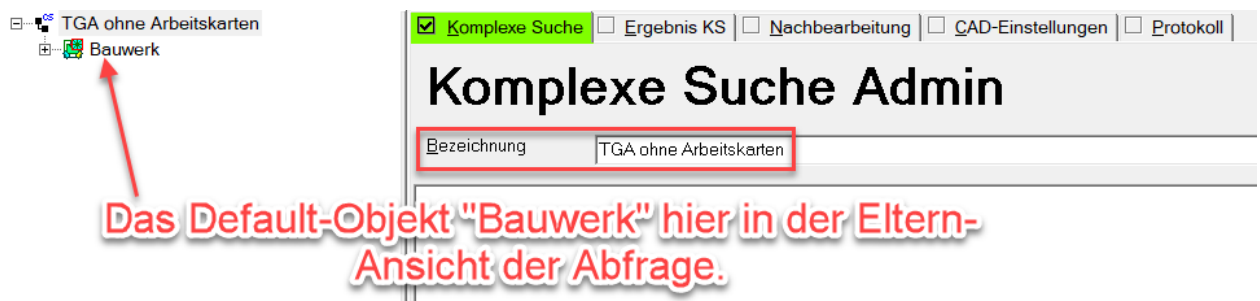 TGA ohne Arbeitskarten
Bauwerk
Komplexe Suche Ergebnis KS Nachbearbeitung CAD-Einstellungen Protokoll
Komplexe Suche Admin
Bezeichnung TGA ohne Arbeitskarten
Das Default-Objekt "Bauwerk" hier in der Eltern-
Ansicht der Abfrage.